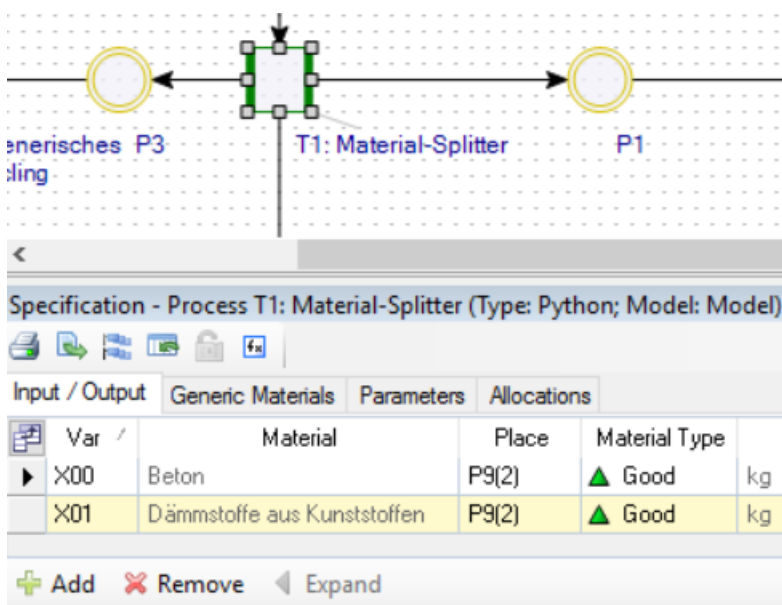 enerisches P3
cling
T1: Material-Splitter
P1
Specification - Process T1: Material-Splitter (Type: Python; Model: Model)
Input / Output Generic Materials Parameters Allocations
Var Material Place Material Type
X00 Beton P9(2) Good kg
X01 Dämmstoffe aus Kunststoffen P9(2) Good kg
Add Remove Expand